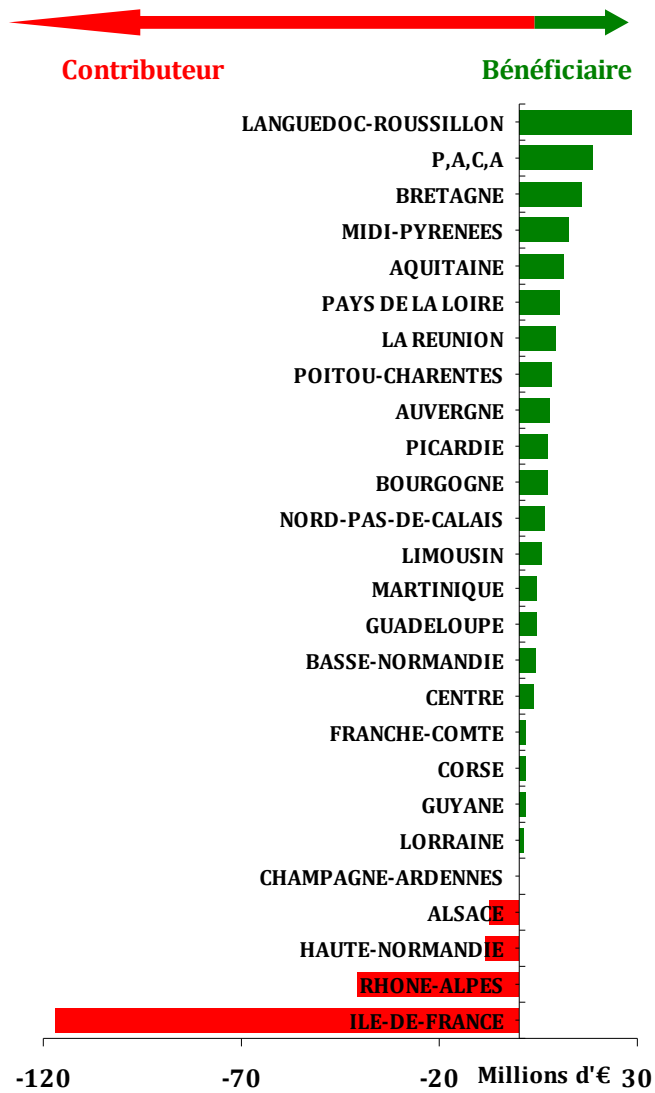 Contributeur Bénéficiaire
LANGUEDOC-ROUSSILLON
P,A,C,A
BRETAGNE
MIDI-PYRENEES
AQUITAINE
PAYS DE LA LOIRE
LA REUNION
POITOU-CHARENTES
AUVERGNE
PICARDIE
BOURGOGNE
NORD-PAS-DE-CALAIS
LIMOUSIN
MARTINIQUE
GUADELOUPE
BASSE-NORMANDIE
CENTRE
FRANCHE-COMTE
CORSE
GUYANE
LORRAINE
CHAMPAGNE-ARDENNES
ALSACE
HAUTE-NORMANDIE
RHONE-ALPES
ILE-DE-FRANCE
-120 -70 -20 Millions d'€ 30